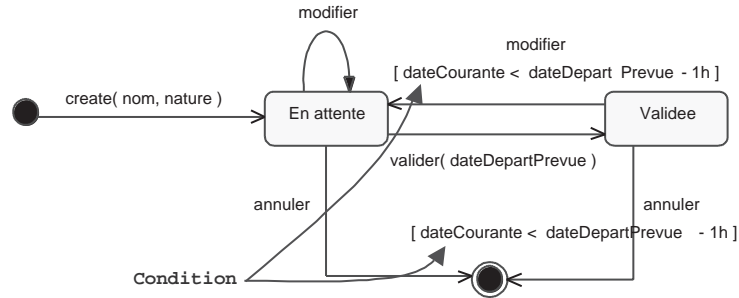 modifier
modifier
[ dateCourante < dateDepart Prevue - 1h ]
create( nom, nature )
En attente
Validee
valider( dateDepartPrevue )
annuler
annuler
[ dateCourante < dateDepartPrevue - 1h ]
Condition